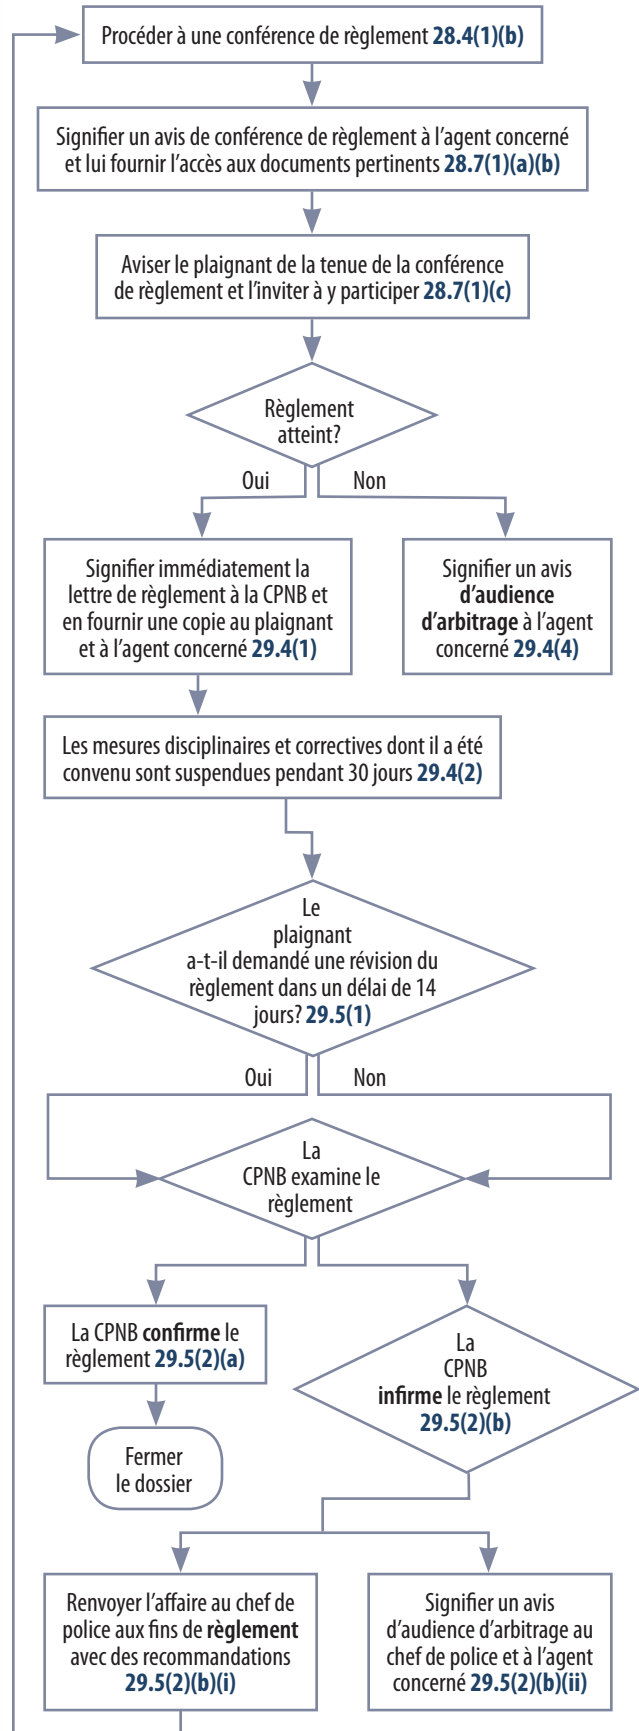 Procéder à une conférence de règlement 28.4(1)(b)
Signifier un avis de conférence de règlement à l'agent concerné
et lui fournir l'accès aux documents pertinents 28.7(1)(a)(b)
Aviser le plaignant de la tenue de la conférence
de règlement et l'inviter à y participer 28.7(1)(c)
Règlement
atteint?
Oui
Non
Signifier immédiatement la
lettre de règlement à la CPNB et
en fournir une copie au plaignant
et à l'agent concerné 29.4(1)
Signifier un avis
d'audience
d'arbitrage à l'agent
concerné 29.4(4)
Les mesures disciplinaires et correctives dont il a été
convenu sont suspendues pendant 30 jours 29.4(2)
Le
plaignant
a-t-il demandé une révision du
règlement dans un délai de 14
jours? 29.5(1)
Oui
Non
La
CPNB examine le
règlement
La CPNB confirme le
règlement 29.5(2)(a)
La
CPNB
infirme le règlement
29.5(2)(b)
Fermer
le dossier
Renvoyer l'affaire au chef de
police aux fins de règlement
avec des recommandations
29.5(2)(b)(i)
Signifier un avis
d'audience d'arbitrage au
chef de police et à l'agent
concerné 29.5(2)(b)(ii)